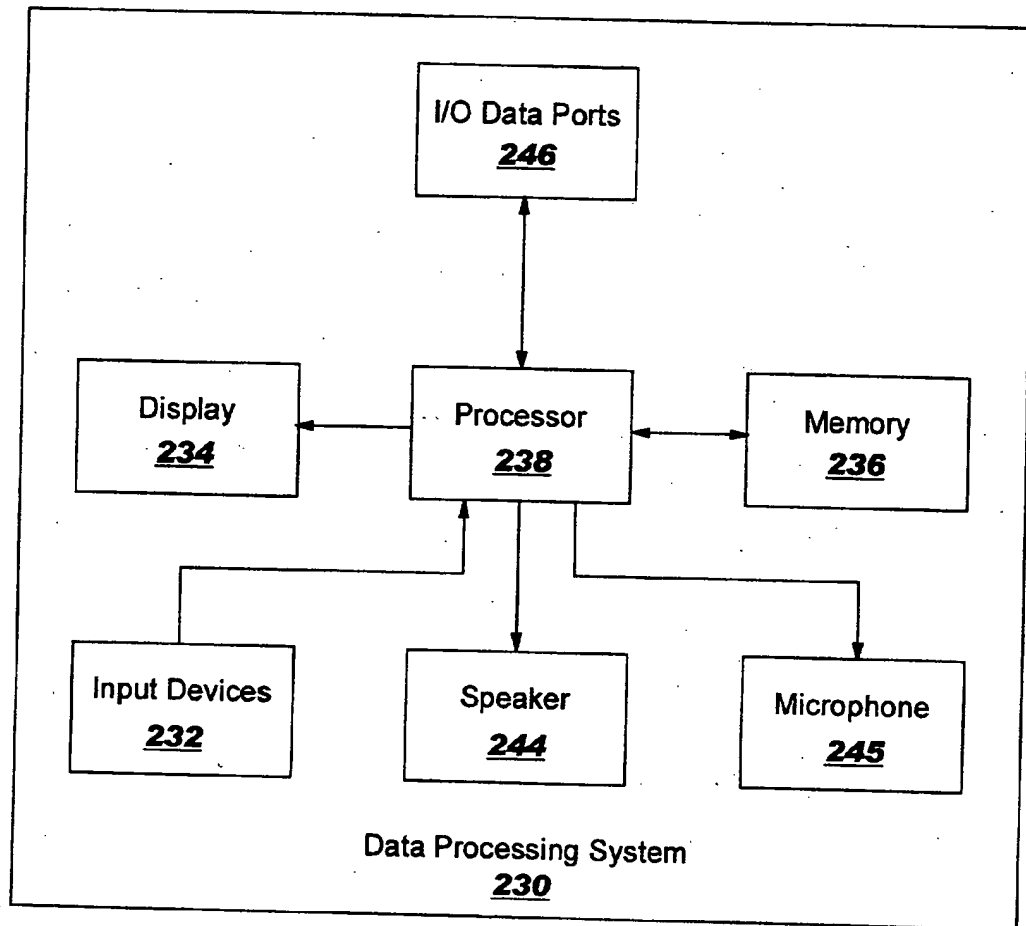 I/O Data Ports
246
Display
234
Processor
238
Memory
236
Input Devices
232
Speaker
244
Microphone
245
Data Processing System
230